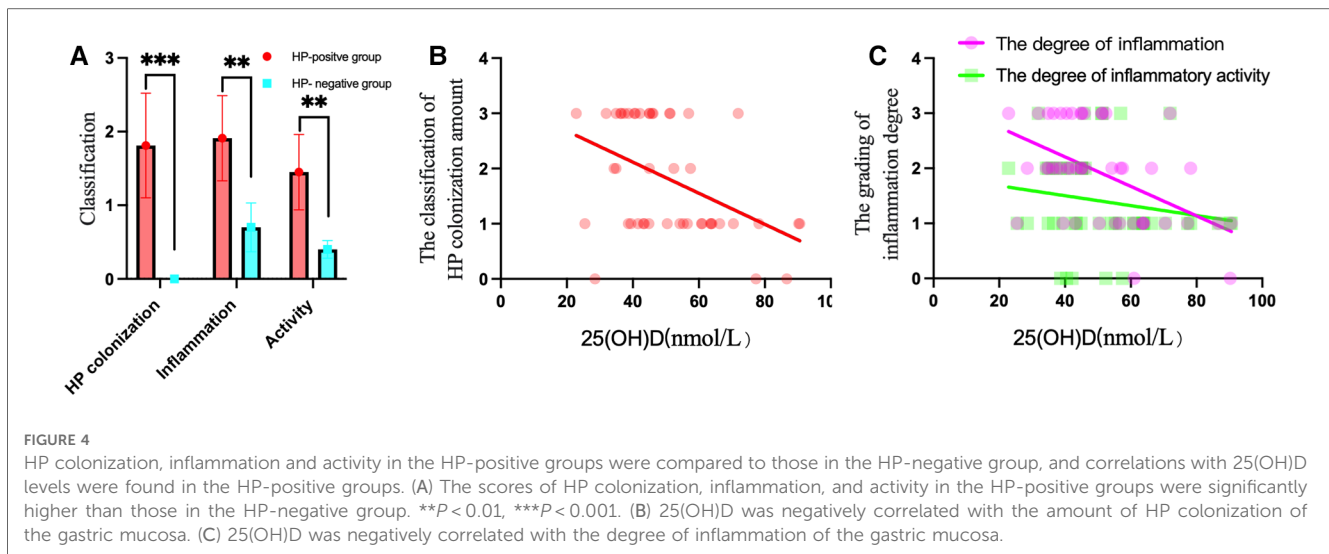 A
3
2
1
0
Classification
***
**
**
HP-positve group
HP- negative group
HP colonization
Inflammation
Activity
B
The classification of
HP colonization amount
4
3
2
1
0
0
20
40
60
80
10
25(OH)D(nmol/L)
C
The degree of inflammation
The degree of inflammatory activity
The grading of
inflammation degree
4
3
2
1
0
0
20
40
60
80
100
25(OH)D(nmol/L)
FIGURE 4
HP colonization, inflammation and activity in the HP-positive groups were compared to those in the HP-negative group, and correlations with 25(OH)D
levels were found in the HP-positive groups. (A) The scores of HP colonization, inflammation, and activity in the HP-positive groups were significantly
higher than those in the HP-negative group. **P < 0.01, ***P < 0.001. (B) 25(OH)D was negatively correlated with the amount of HP colonization of
the gastric mucosa. (C) 25(OH)D was negatively correlated with the degree of inflammation of the gastric mucosa.